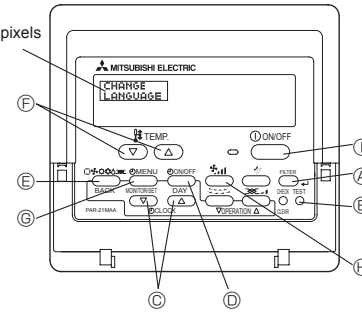 pixels
MITSUBISHI ELECTRIC
CHANGE
LANGUAGE
F
TEMP.
ON/OFF
MENU
ON/OFF
FILTER
E
BACK
MONITOR/SET
DAY
CHECK TEST
G
PAR-21MAA
CLOCK
OPERATION
CLEAR
C
D
H
A